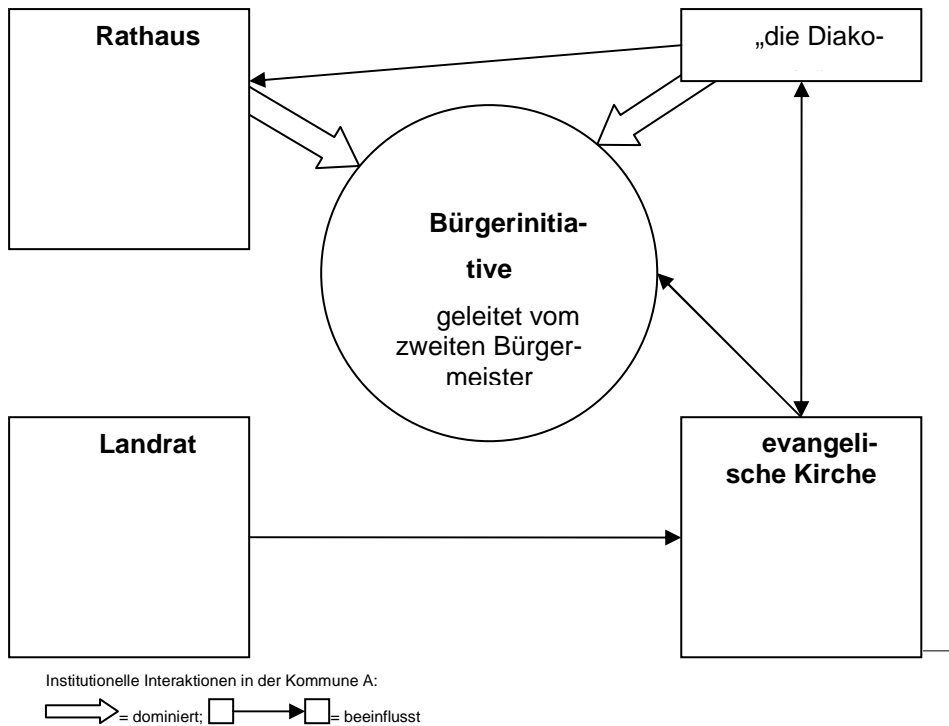 Rathaus
„die Diako-
Bürgerinitia-
tive
geleitet vom
zweiten Bürger-
meister
Landrat
evangeli-
sche Kirche
Institutionelle Interaktionen in der Kommune A:
= dominiert; = beeinflusst